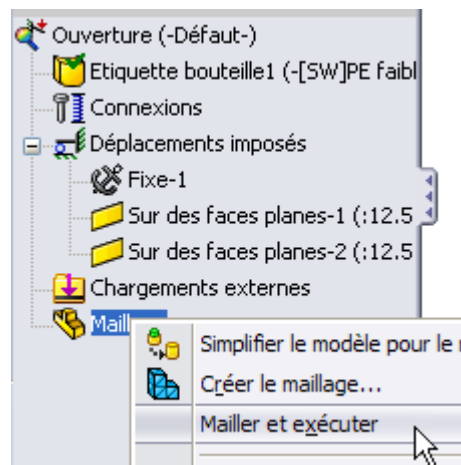 Ouverture (-Défaut-)
Etiquette bouteille1 (-[SW]PE faibl
Connexions
Déplacements imposés
Fixe-1
Sur des faces planes-1 (:12.5
Sur des faces planes-2 (:12.5
Chargements externes
Simplifier le modèle pour le
Créer le maillage...
Mailler et exécuter